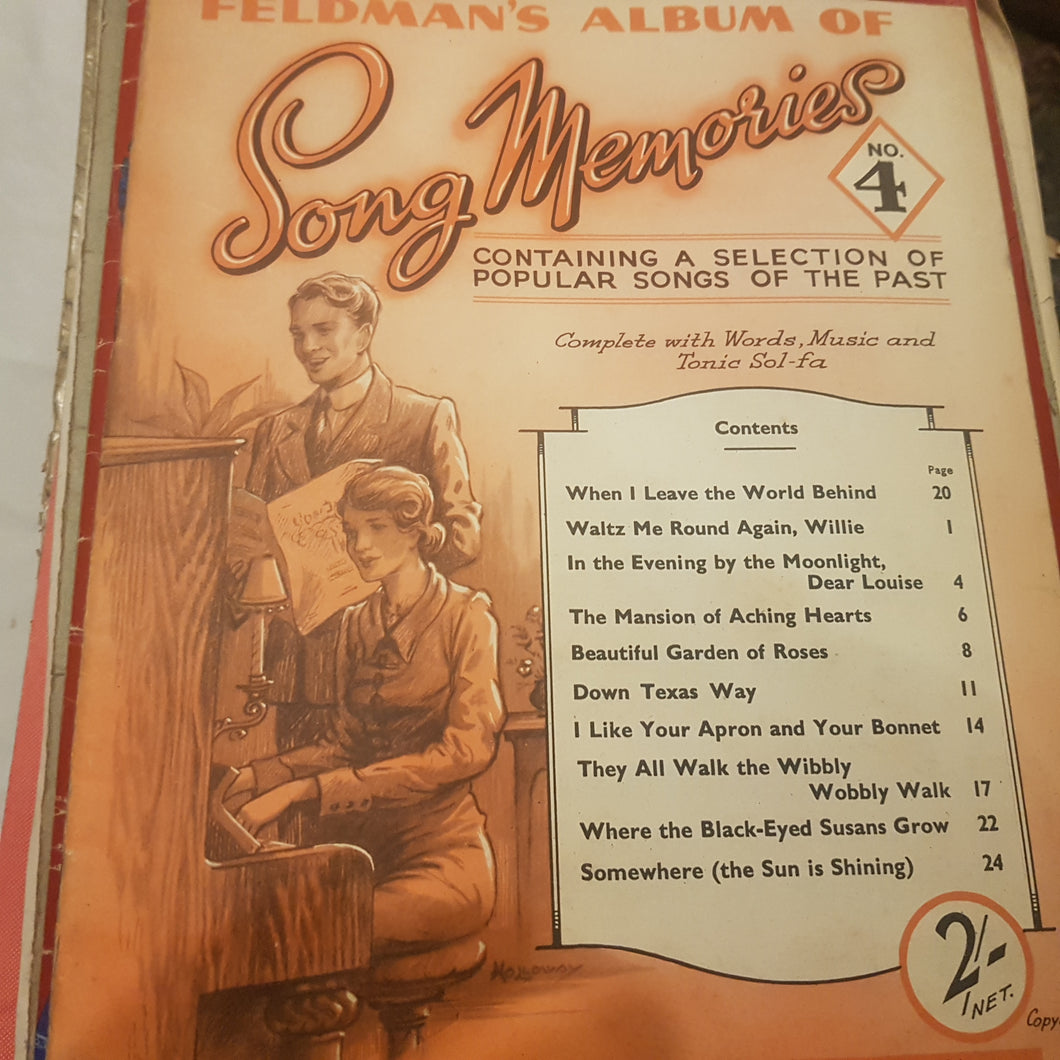 FELDMAN'S ALBUM OF
Song Memories
NO.
4
CONTAINING A SELECTION OF
POPULAR SONGS OF THE PAST
Complete with Words, Music and
Tonic Sol-fa
Contents
Page
When I Leave the World Behind 20
Waltz Me Round Again, Willie 1
In the Evening by the Moonlight,
Dear Louise 4
The Mansion of Aching Hearts 6
Beautiful Garden of Roses 8
Down Texas Way 11
I Like Your Apron and Your Bonnet 14
They All Walk the Wibbly
Wobbly Walk 17
Where the Black-Eyed Susans Grow 22
Somewhere (the Sun is Shining) 24
Holloway
2/-
NET.
Copy